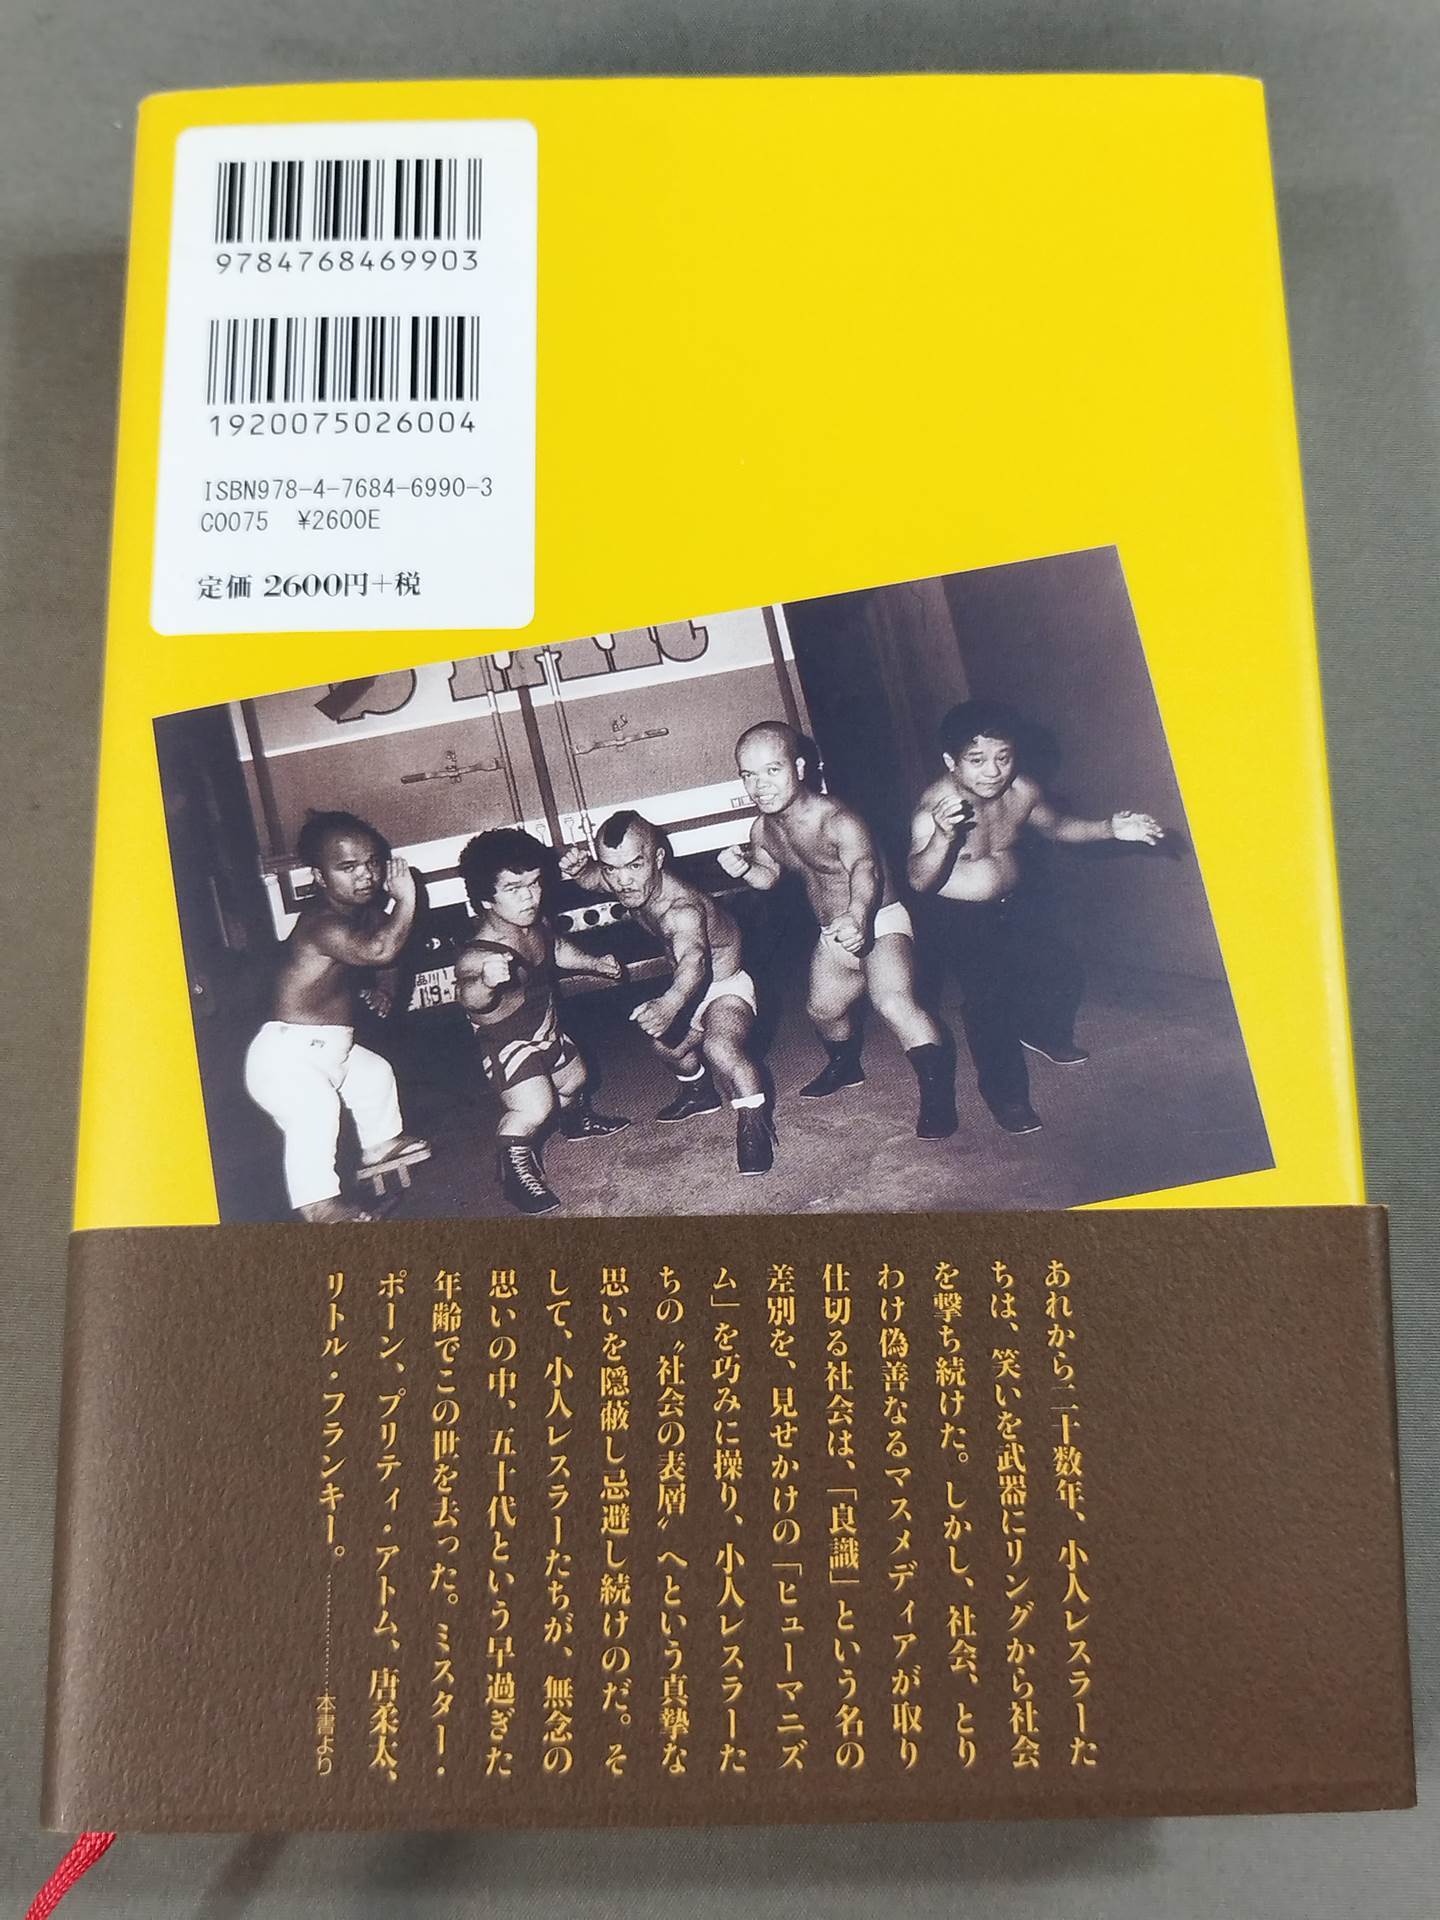 9784768469903
1920075026004
ISBN978-4-7684-6990-3
C0075　¥2600E
定価 2600円+税
品川
あれから二十数年、小人レスラーた
ちは、笑いを武器にリングから社会
を撃ち続けた。しかし、社会、とり
わけ偽善なるマスメディアが取り
仕切る社会は、「良識」という名の
差別を、見せかけの「ヒューマニズ
ム」を巧みに操り、小人レスラーた
ちの〝社会の表層〟へという真摯な
思いを隠蔽し忌避し続けのだ。そ
して、小人レスラーたちが、無念の
思いの中、五十代という早過ぎた
年齢でこの世を去った。ミスター・
ポーン、プリティ・アトム、唐柔太、
リトル・フランキー。…………本書より